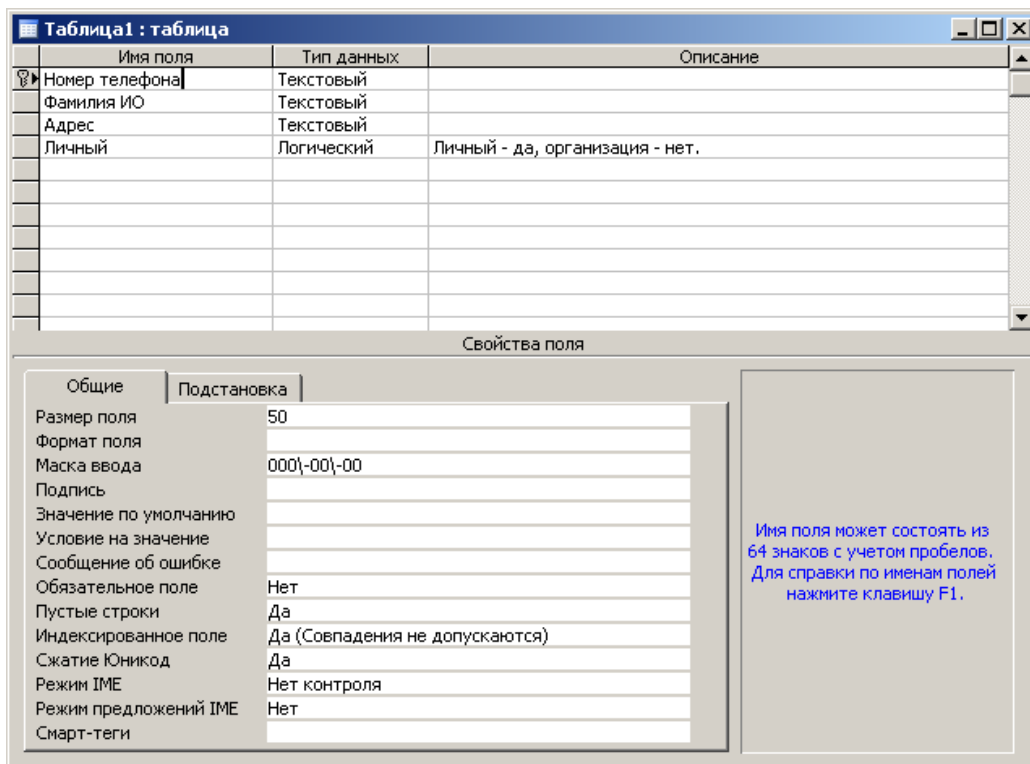 Таблица1 : таблица
Имя поля Тип данных Описание
Номер телефона Текстовый
Фамилия ИО Текстовый
Адрес Текстовый
Личный Логический Личный - да, организация - нет.
Свойства поля
Общие Подстановка
Размер поля 50
Формат поля
Маска ввода 000\-00\-00
Подпись
Значение по умолчанию
Условие на значение
Сообщение об ошибке
Обязательное поле Нет
Пустые строки Да
Индексированное поле Да (Совпадения не допускаются)
Сжатие Юникод Да
Режим IME Нет контроля
Режим предложений IME Нет
Смарт-теги
Имя поля может состоять из
64 знаков с учетом пробелов.
Для справки по именам полей
нажмите клавишу F1.